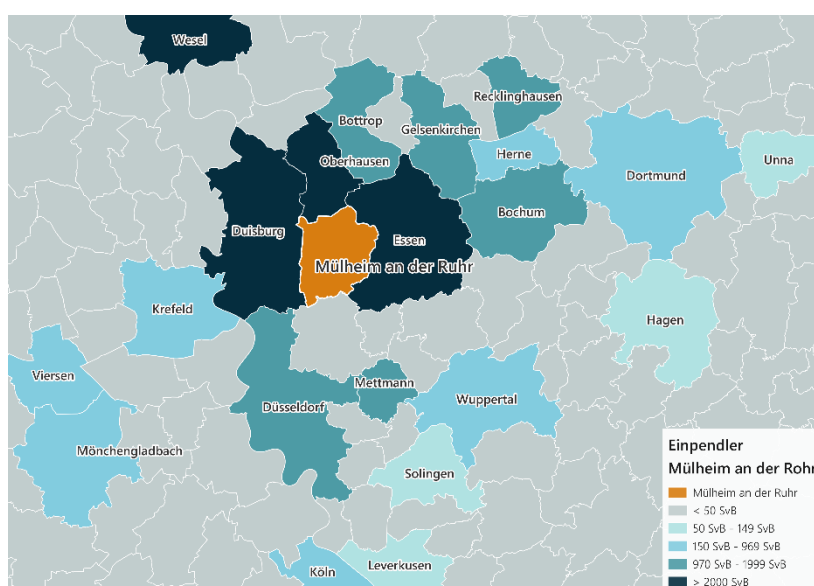 Wesel
Recklinghausen
Bottrop
Gelsenkirchen
Herne
Unna
Oberhausen
Dortmund
Bochum
Duisburg
Essen
Mülheim an der Ruhr
Krefeld
Hagen
Viersen
Mettmann
Wuppertal
Düsseldorf
Mönchengladbach
Solingen
Leverkusen
Köln
Einpendler
Mülheim an der Rohr
Mülheim an der Ruhr
< 50 SvB
50 SvB - 149 SvB
150 SvB - 969 SvB
970 SvB - 1999 SvB
> 2000 SvB